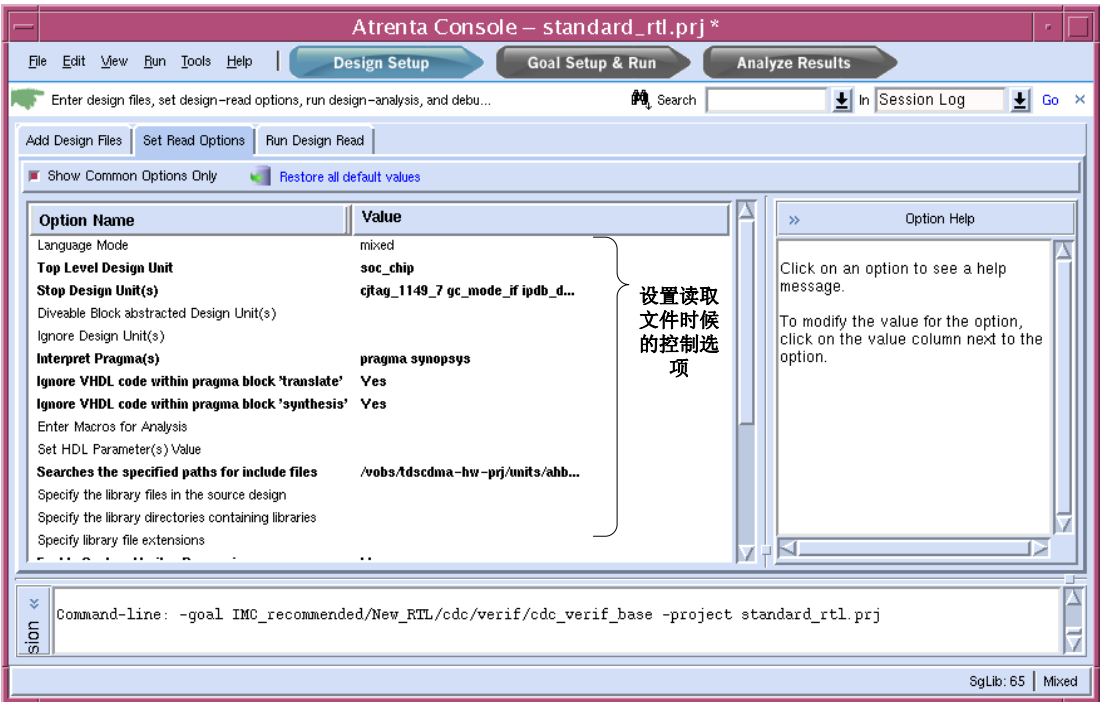 Atrenta Console – standard_rtl.prj *
File Edit View Run Tools Help Design Setup Goal Setup & Run Analyze Results
Enter design files, set design-read options, run design-analysis, and debu... Search In Session Log Go
Add Design Files Set Read Options Run Design Read
Show Common Options Only Restore all default values
Option Name Value
Language Mode mixed
Top Level Design Unit soc_chip
Stop Design Unit(s) cjtag_1149_7 gc_mode_if ipdb_d...
Diveable Block abstracted Design Unit(s)
Ignore Design Unit(s)
Interpret Pragma(s) pragma synopsys
Ignore VHDL code within pragma block 'translate' Yes
Ignore VHDL code within pragma block 'synthesis' Yes
Enter Macros for Analysis
Set HDL Parameter(s) Value
Searches the specified paths for include files /vobs/tdscdma-hw-prj/units/ahb...
Specify the library files in the source design
Specify the library directories containing libraries
Specify library file extensions
设置读取
文件时候
的控制选
项
» Option Help
Click on an option to see a help
message.
To modify the value for the option,
click on the value column next to the
option.
sion
Command-line: -goal IMC_recommended/New_RTL/cdc/verif/cdc_verif_base -project standard_rtl.prj
SgLib: 65 Mixed